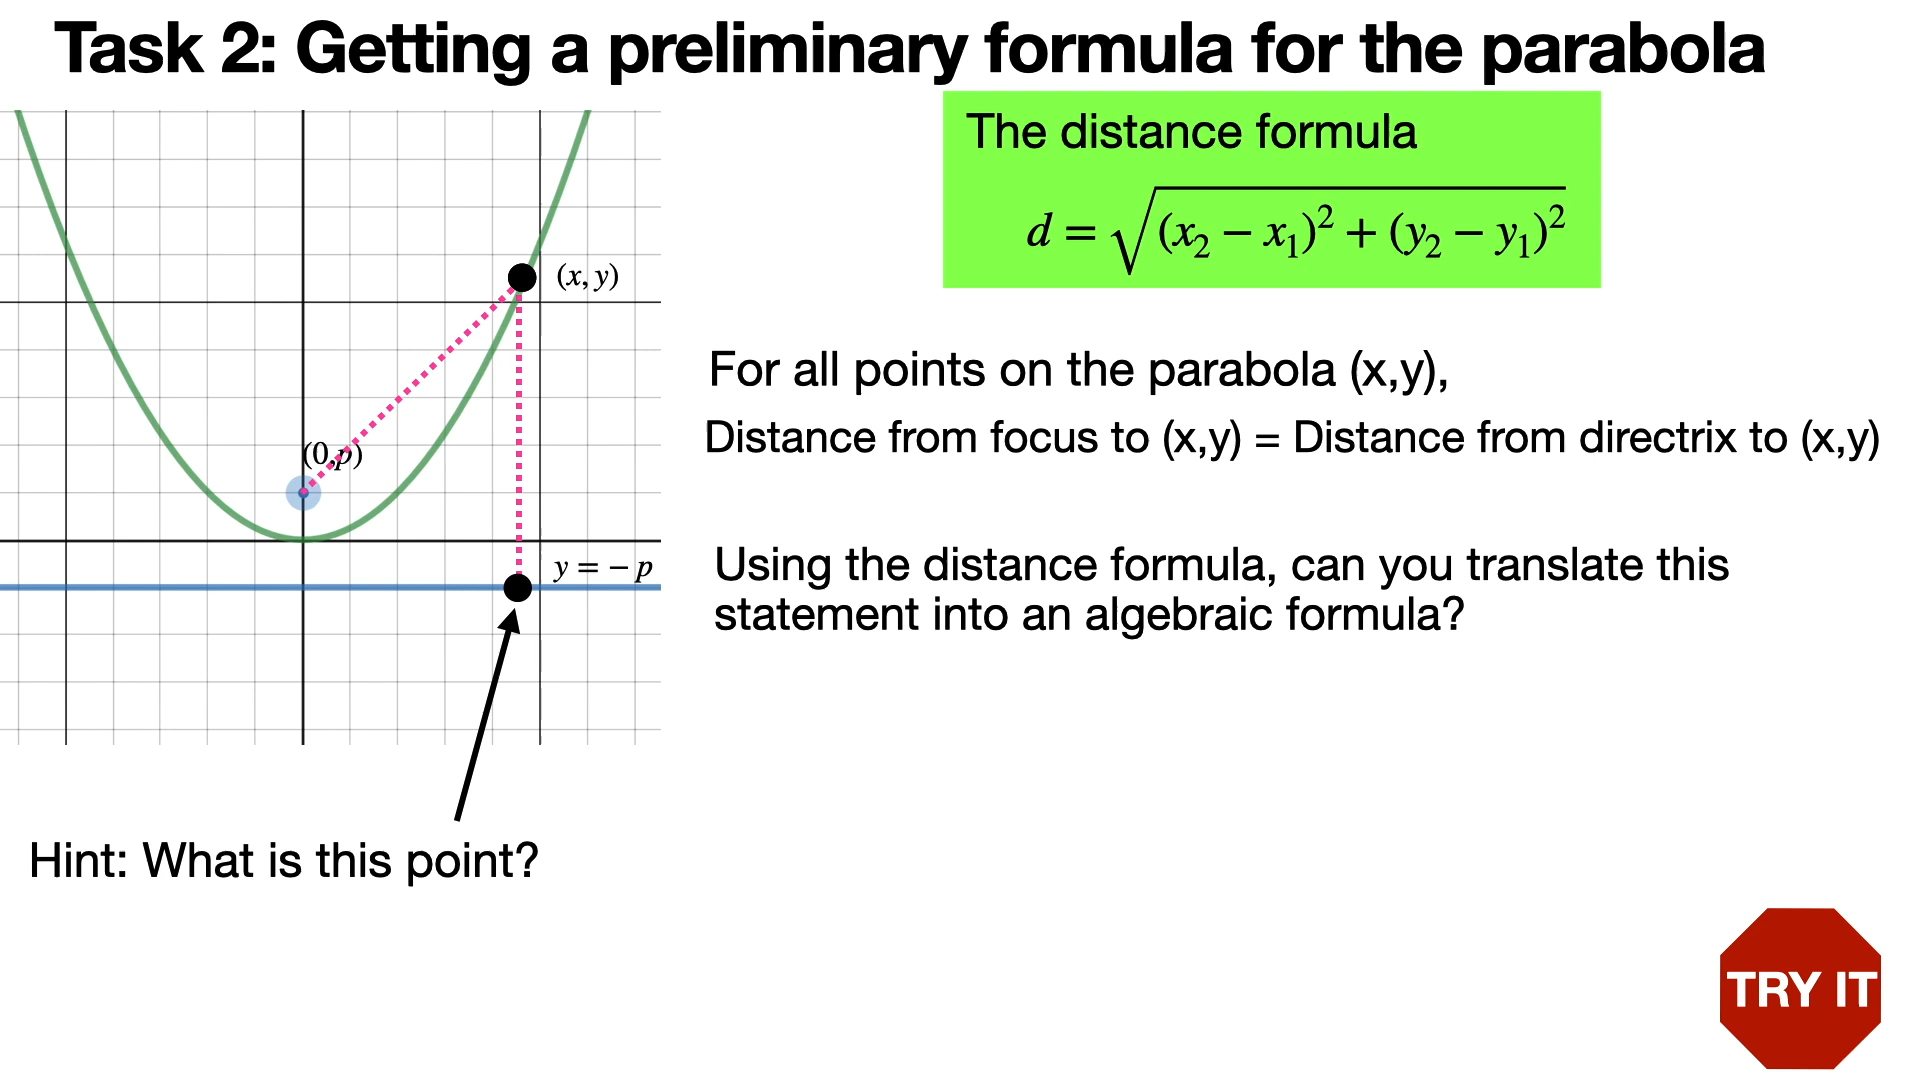 Task 2: Getting a preliminary formula for the parabola
The distance formula
d = √(x₂ − x₁)² + (y₂ − y₁)²
(x, y)
For all points on the parabola (x,y),
Distance from focus to (x,y) = Distance from directrix to (x,y)
(0,p)
y = − p
Using the distance formula, can you translate this
statement into an algebraic formula?
Hint: What is this point?
TRY IT